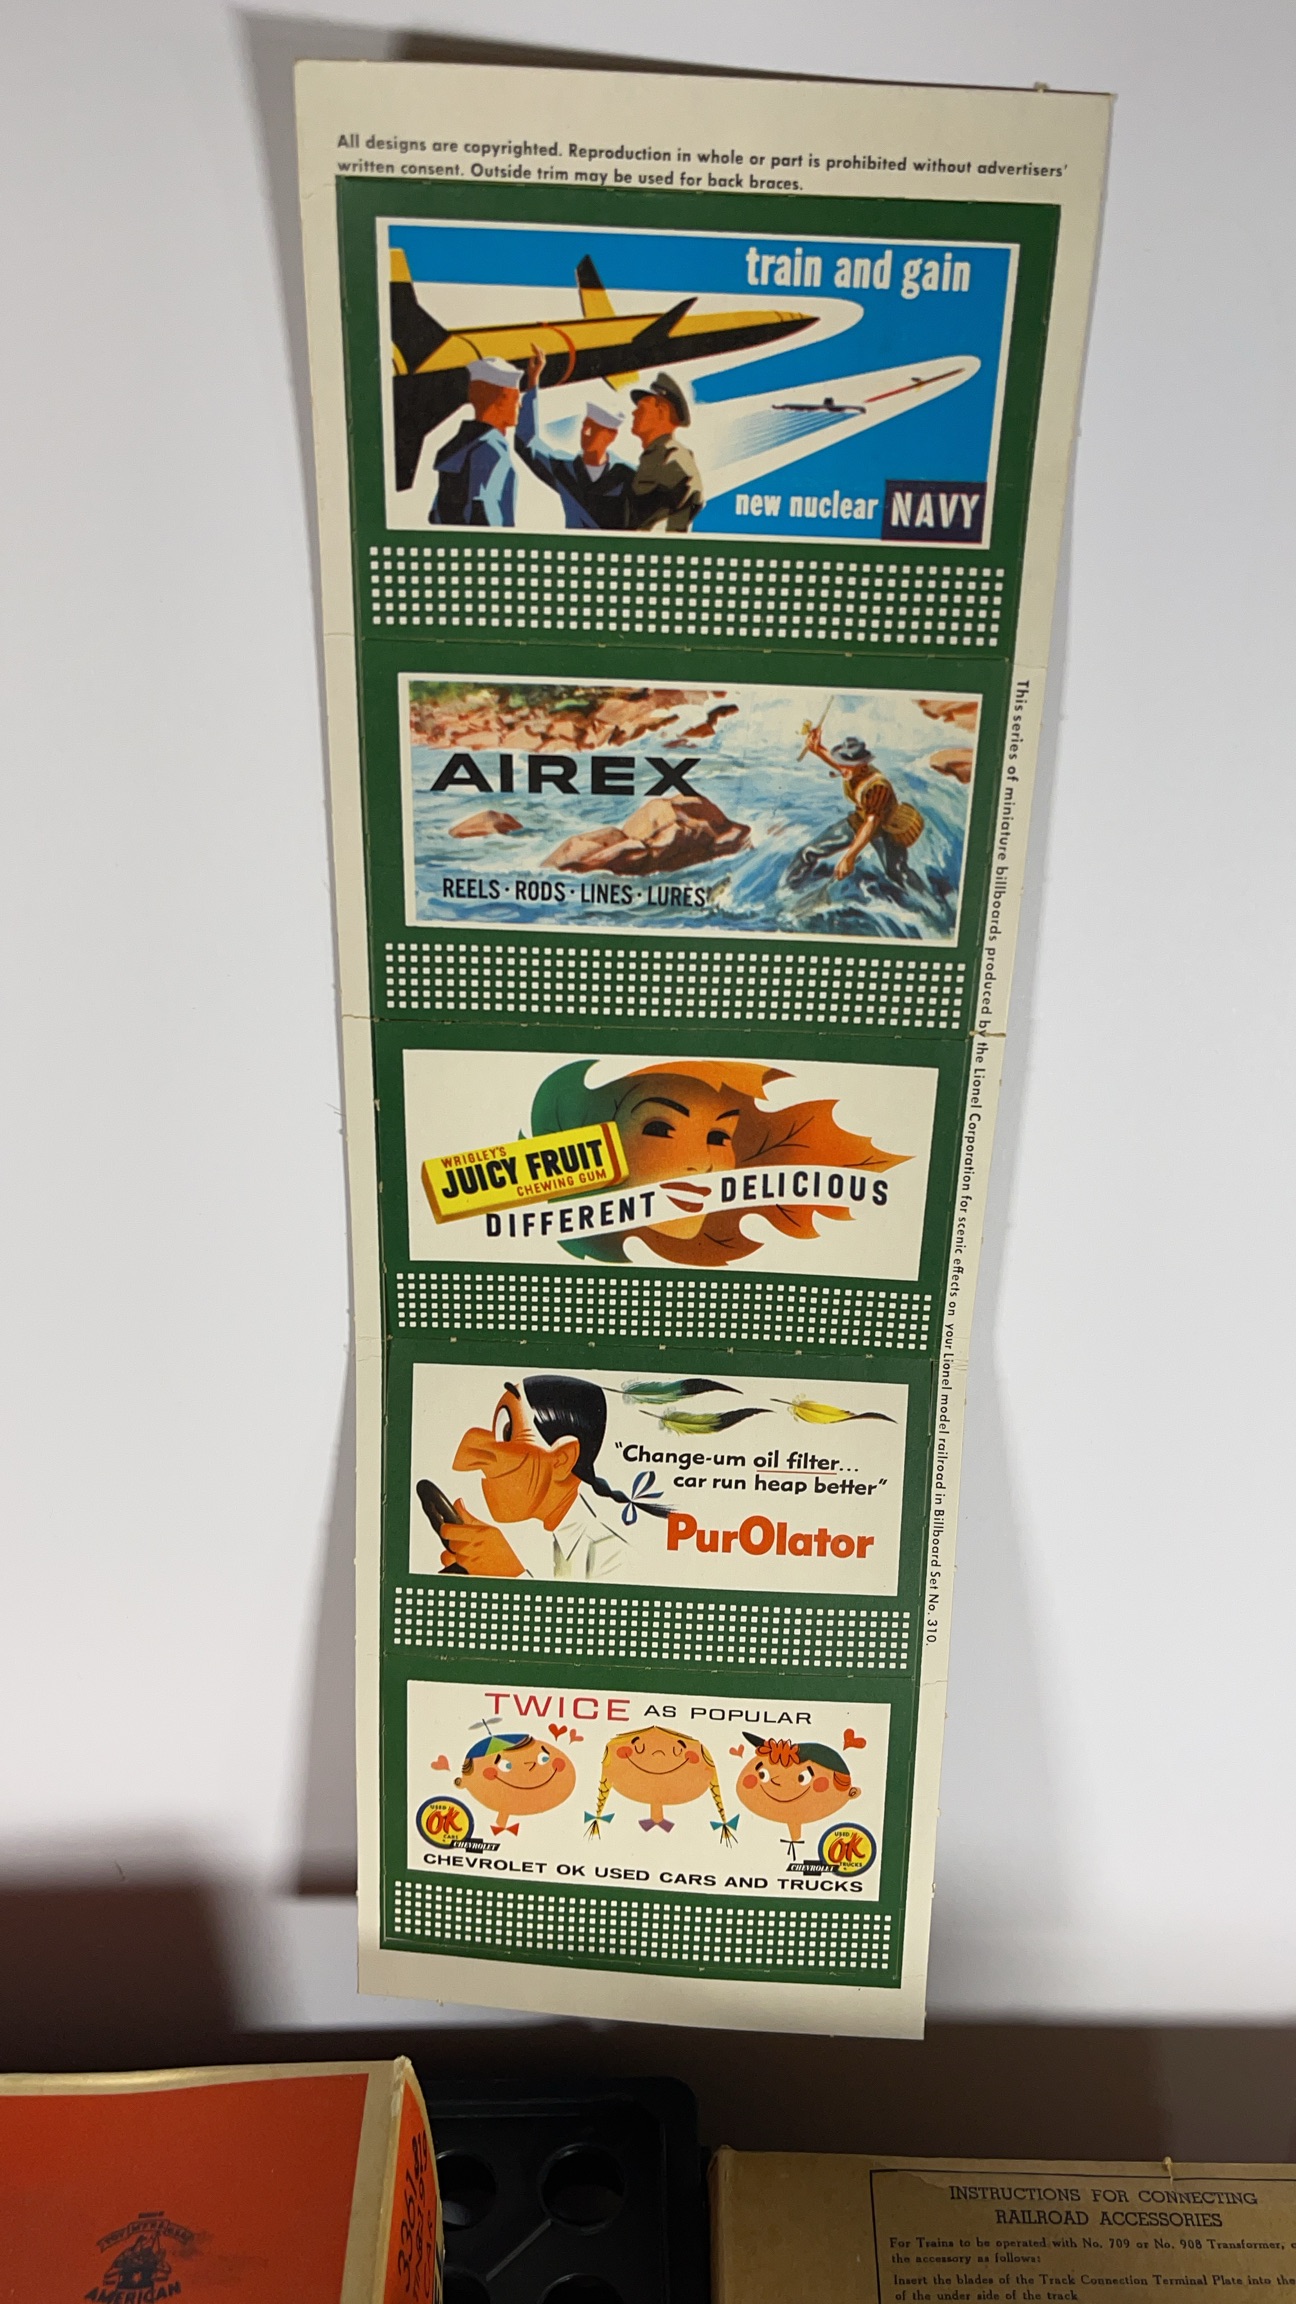 All designs are copyrighted. Reproduction in whole or part is prohibited without advertisers'
written consent. Outside trim may be used for back braces.
train and gain
new nuclear NAVY
AIREX
REELS · RODS · LINES · LURES
This series of miniature billboards produced by the Lionel Corporation for scenic effects on your Lionel model railroad in Billboard Set No. 310.
WRIGLEY'S
JUICY FRUIT
CHEWING GUM
DIFFERENT DELICIOUS
"Change-um oil filter...
car run heap better"
PurOlator
TWICE AS POPULAR
USED
OK
CARS
CHEVROLET
USED
OK
TRUCKS
CHEVROLET
CHEVROLET OK USED CARS AND TRUCKS
AMERICAN
CAR
INSTRUCTIONS FOR CONNECTING
RAILROAD ACCESSORIES
For Trains to be operated with No. 709 or No. 908 Transformer,
the accessory as follows:
Insert the blades of the Track Connection Terminal Plate into the
of the under side of the track